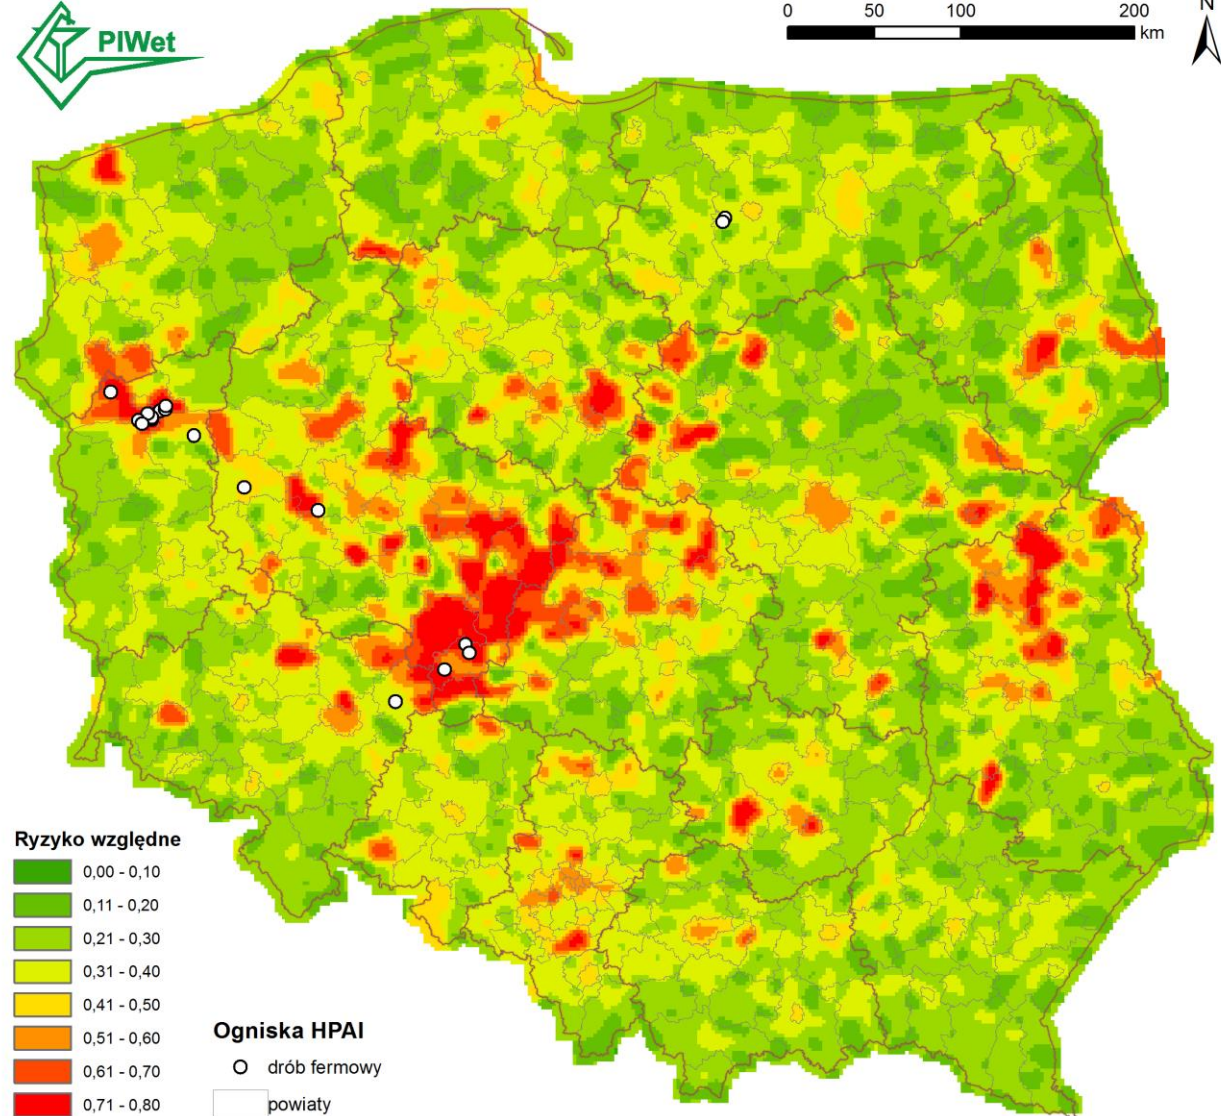 PIWet
0 50 100 200
km
N
Ryzyko względne
0,00 - 0,10
0,11 - 0,20
0,21 - 0,30
0,31 - 0,40
0,41 - 0,50
0,51 - 0,60
0,61 - 0,70
0,71 - 0,80
Ogniska HPAI
drób fermowy
powiaty